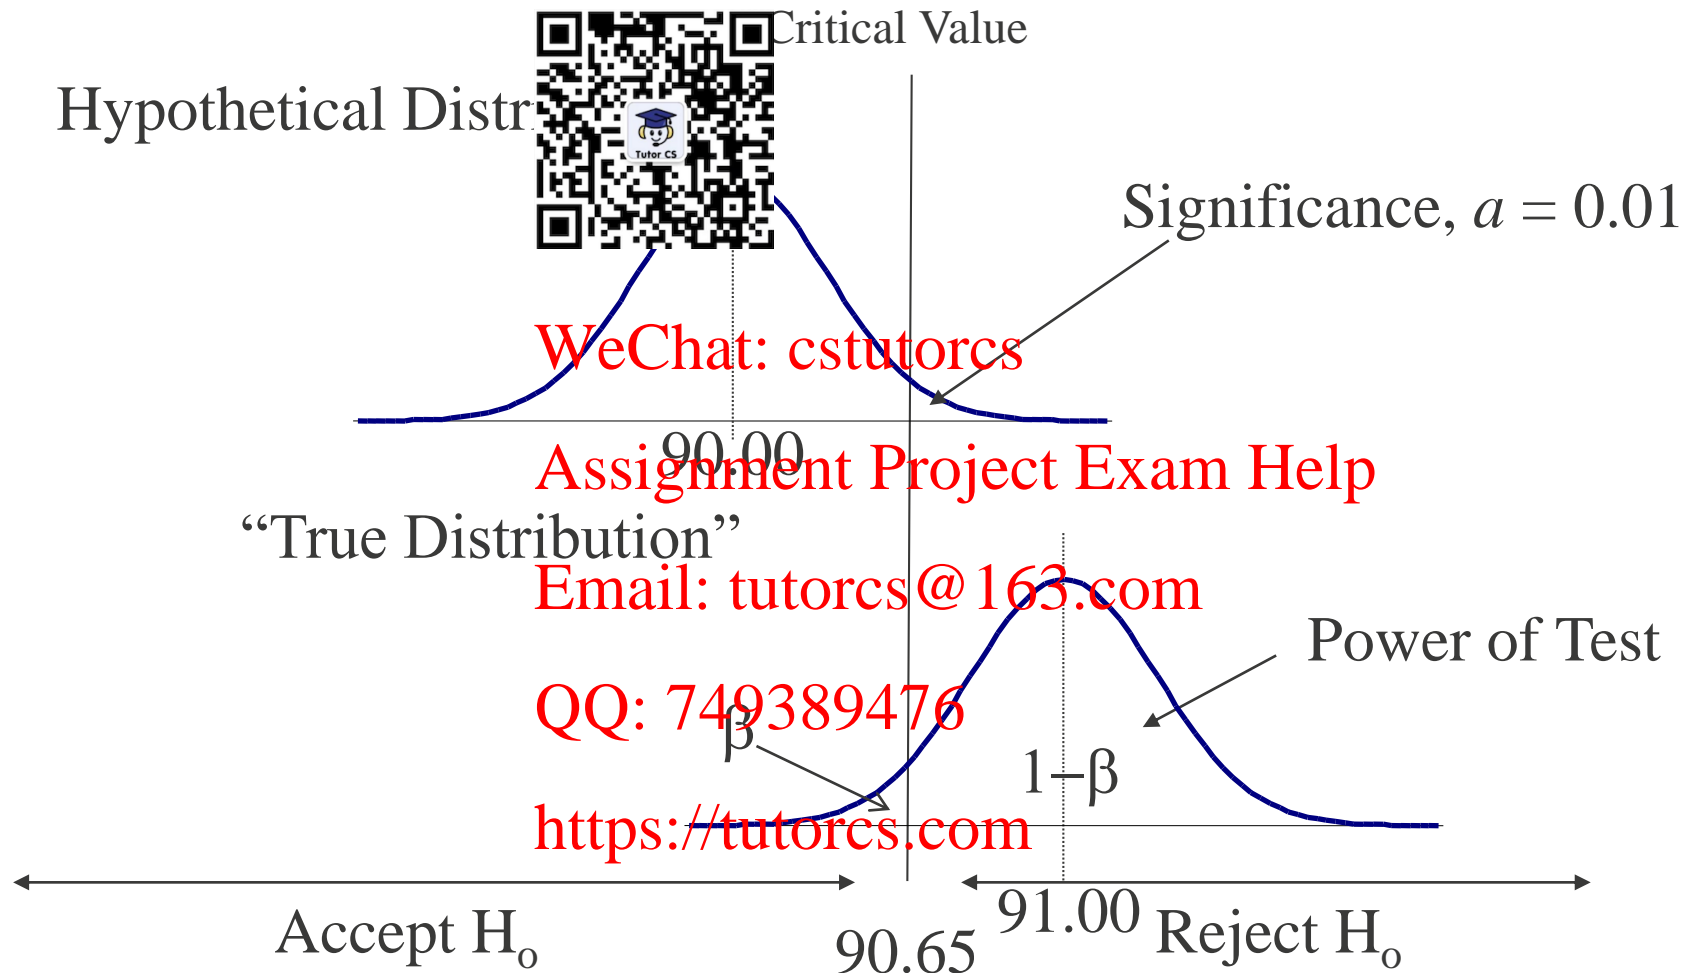 Critical Value
Hypothetical Distr
Tutor CS
Significance, a = 0.01
WeChat: cstutorcs
90.00
Assignment Project Exam Help
“True Distribution”
Email: tutorcs@163.com
Power of Test
QQ: 749389476
β
1–β
https://tutorcs.com
Accept Ho
90.65
91.00
Reject Ho